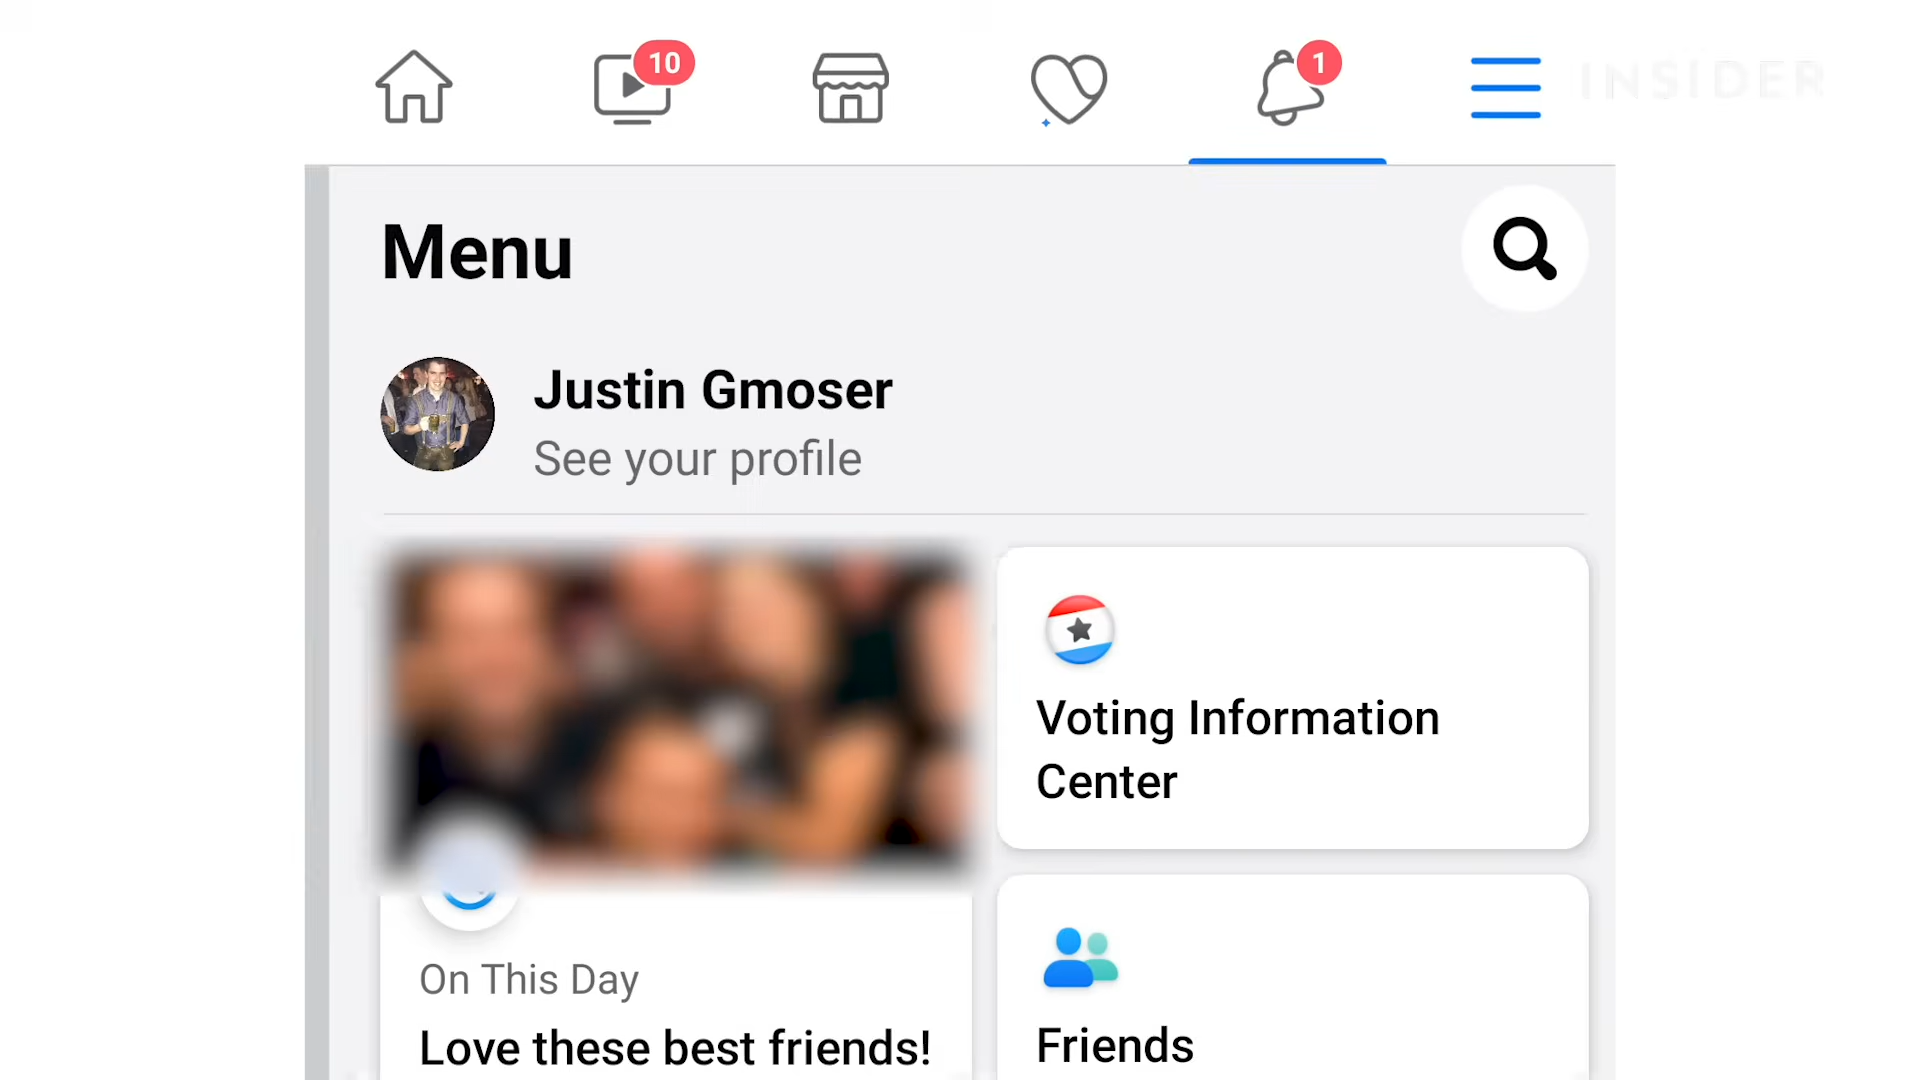 10
1
INSIDER
Menu
Justin Gmoser
See your profile
Voting Information
Center
On This Day
Love these best friends!
Friends